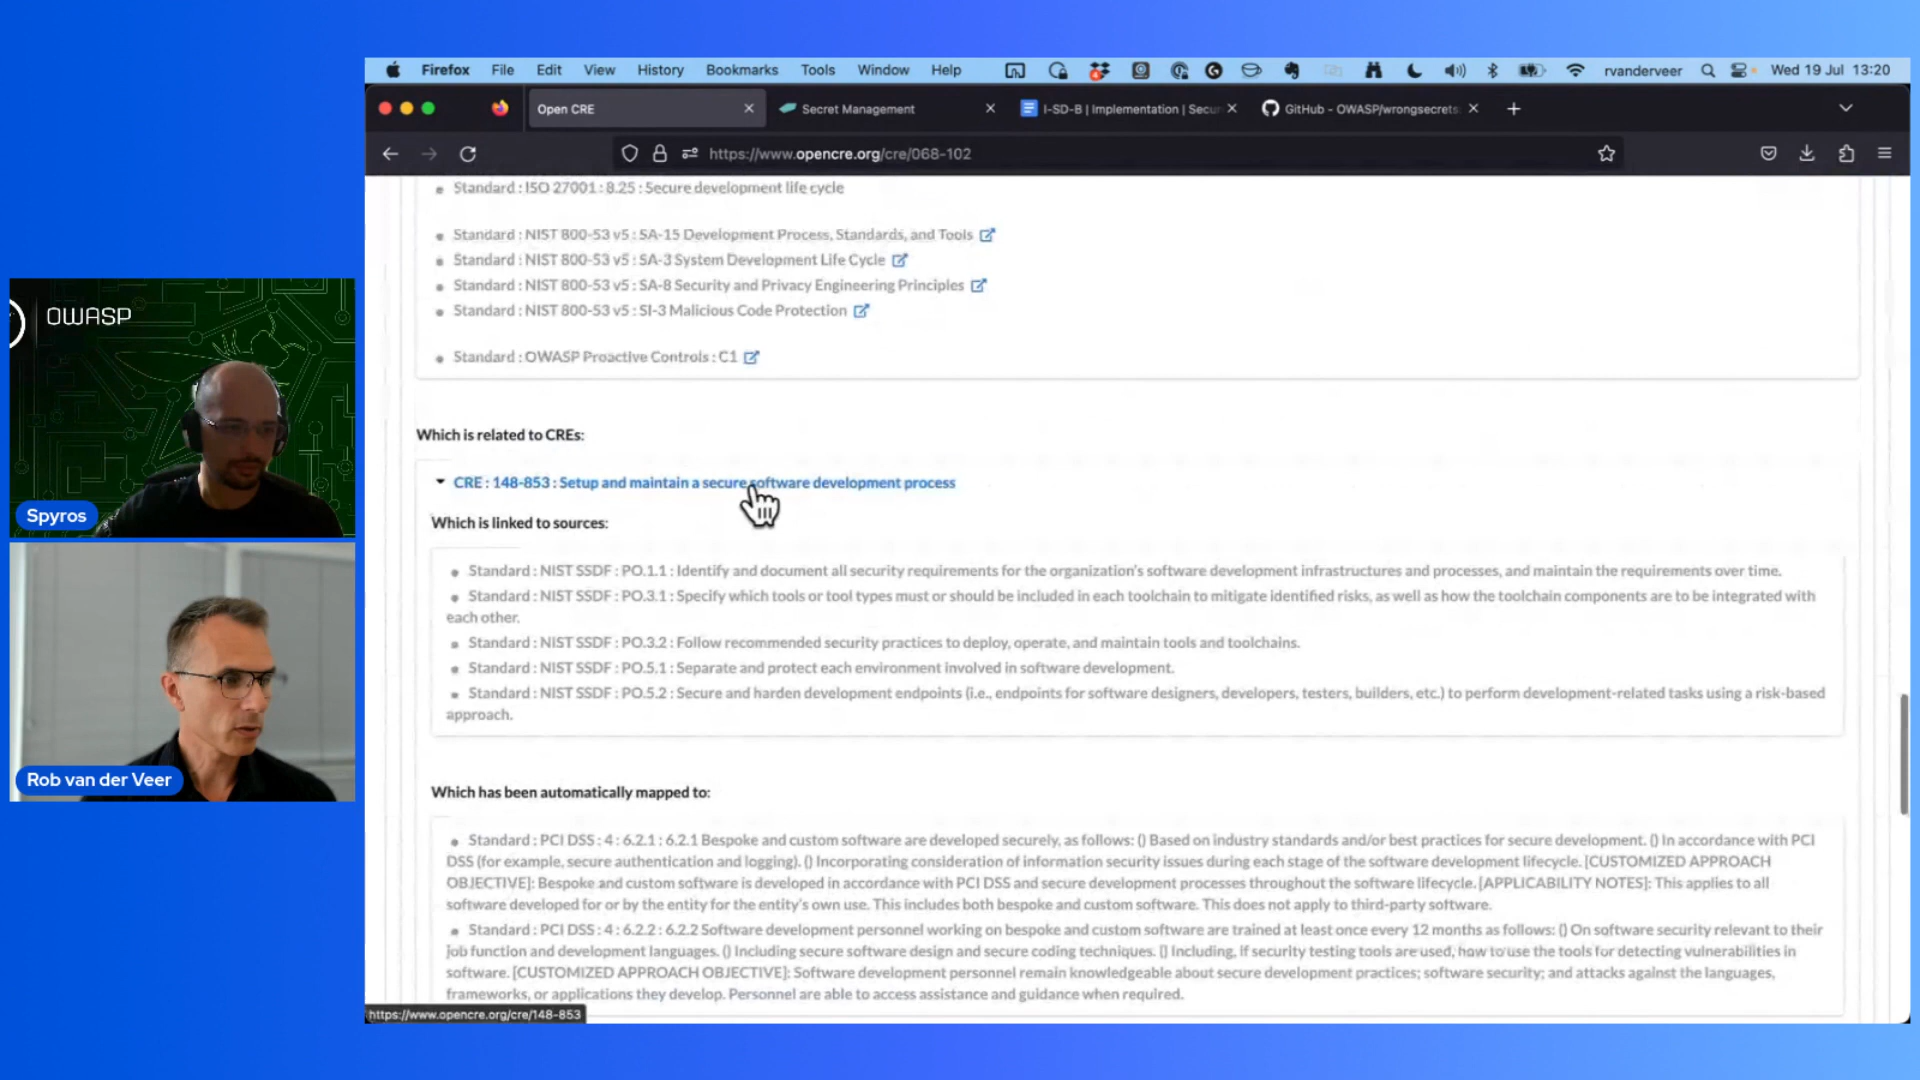 Firefox File Edit View History Bookmarks Tools Window Help rvanderveer Wed 19 Jul 13:20
Open CRE Secret Management I-SD-B | Implementation | Secu GitHub - OWASP/wrongsecrets
https://www.opencre.org/cre/068-102
Standard : ISO 27001 : 8.25 : Secure development life cycle
Standard : NIST 800-53 v5 : SA-15 Development Process, Standards, and Tools
Standard : NIST 800-53 v5 : SA-3 System Development Life Cycle
Standard : NIST 800-53 v5 : SA-8 Security and Privacy Engineering Principles
Standard : NIST 800-53 v5 : SI-3 Malicious Code Protection
Standard : OWASP Proactive Controls : C1
Which is related to CREs:
CRE : 148-853 : Setup and maintain a secure software development process
Which is linked to sources:
Standard : NIST SSDF : PO.1.1 : Identify and document all security requirements for the organization's software development infrastructures and processes, and maintain the requirements over time.
Standard : NIST SSDF : PO.3.1 : Specify which tools or tool types must or should be included in each toolchain to mitigate identified risks, as well as how the toolchain components are to be integrated with
each other.
Standard : NIST SSDF : PO.3.2 : Follow recommended security practices to deploy, operate, and maintain tools and toolchains.
Standard : NIST SSDF : PO.5.1 : Separate and protect each environment involved in software development.
Standard : NIST SSDF : PO.5.2 : Secure and harden development endpoints (i.e., endpoints for software designers, developers, testers, builders, etc.) to perform development-related tasks using a risk-based
approach.
Which has been automatically mapped to:
Standard : PCI DSS : 4 : 6.2.1 : 6.2.1 Bespoke and custom software are developed securely, as follows: () Based on industry standards and/or best practices for secure development. () In accordance with PCI
DSS (for example, secure authentication and logging). () Incorporating consideration of information security issues during each stage of the software development lifecycle. [CUSTOMIZED APPROACH
OBJECTIVE]: Bespoke and custom software is developed in accordance with PCI DSS and secure development processes throughout the software lifecycle. [APPLICABILITY NOTES]: This applies to all
software developed for or by the entity for the entity's own use. This includes both bespoke and custom software. This does not apply to third-party software.
Standard : PCI DSS : 4 : 6.2.2 : 6.2.2 Software development personnel working on bespoke and custom software are trained at least once every 12 months as follows: () On software security relevant to their
job function and development languages. () Including secure software design and secure coding techniques. () Including, if security testing tools are used, how to use the tools for detecting vulnerabilities in
software. [CUSTOMIZED APPROACH OBJECTIVE]: Software development personnel remain knowledgeable about secure development practices; software security; and attacks against the languages,
frameworks, or applications they develop. Personnel are able to access assistance and guidance when required.
https://www.opencre.org/cre/148-853
OWASP
Spyros
Rob van der Veer